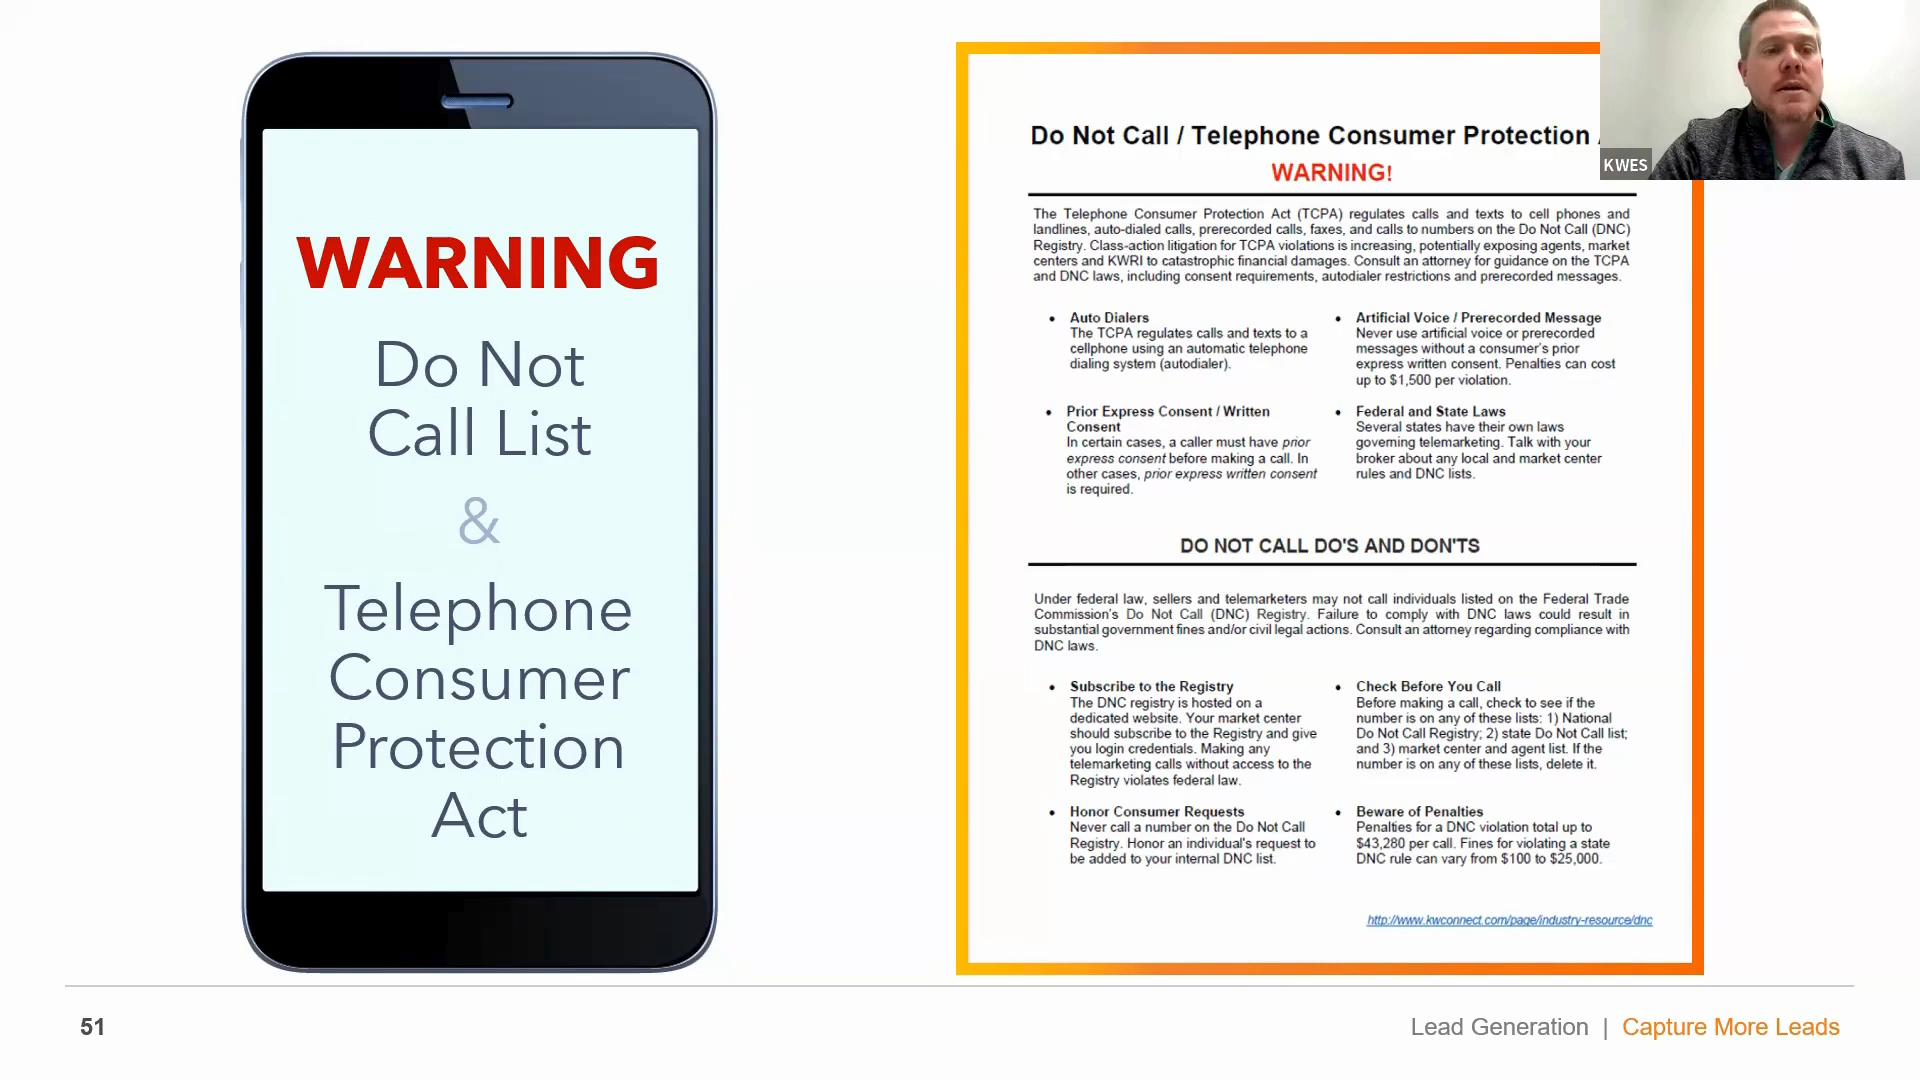 WARNING
Do Not
Call List
&
Telephone
Consumer
Protection
Act
Do Not Call / Telephone Consumer Protection
WARNING!
The Telephone Consumer Protection Act (TCPA) regulates calls and texts to cell phones and
landlines, auto-dialed calls, prerecorded calls, faxes, and calls to numbers on the Do Not Call (DNC)
Registry. Class-action litigation for TCPA violations is increasing, potentially exposing agents, market
centers and KWRI to catastrophic financial damages. Consult an attorney for guidance on the TCPA
and DNC laws, including consent requirements, autodialer restrictions and prerecorded messages.
• Auto Dialers
The TCPA regulates calls and texts to a
cellphone using an automatic telephone
dialing system (autodialer).
• Artificial Voice / Prerecorded Message
Never use artificial voice or prerecorded
messages without a consumer's prior
express written consent. Penalties can cost
up to $1,500 per violation.
• Prior Express Consent / Written
Consent
In certain cases, a caller must have prior
express consent before making a call. In
other cases, prior express written consent
is required.
• Federal and State Laws
Several states have their own laws
governing telemarketing. Talk with your
broker about any local and market center
rules and DNC lists.
DO NOT CALL DO'S AND DON'TS
Under federal law, sellers and telemarketers may not call individuals listed on the Federal Trade
Commission's Do Not Call (DNC) Registry. Failure to comply with DNC laws could result in
substantial government fines and/or civil legal actions. Consult an attorney regarding compliance with
DNC laws.
• Subscribe to the Registry
The DNC registry is hosted on a
dedicated website. Your market center
should subscribe to the Registry and give
you login credentials. Making any
telemarketing calls without access to the
Registry violates federal law.
• Check Before You Call
Before making a call, check to see if the
number is on any of these lists: 1) National
Do Not Call Registry; 2) state Do Not Call list;
and 3) market center and agent list. If the
number is on any of these lists, delete it.
• Honor Consumer Requests
Never call a number on the Do Not Call
Registry. Honor an individual's request to
be added to your internal DNC list.
• Beware of Penalties
Penalties for a DNC violation total up to
$43,280 per call. Fines for violating a state
DNC rule can vary from $100 to $25,000.
http://www.kwconnect.com/page/industry-resource/dnc
KWES
51
Lead Generation | Capture More Leads